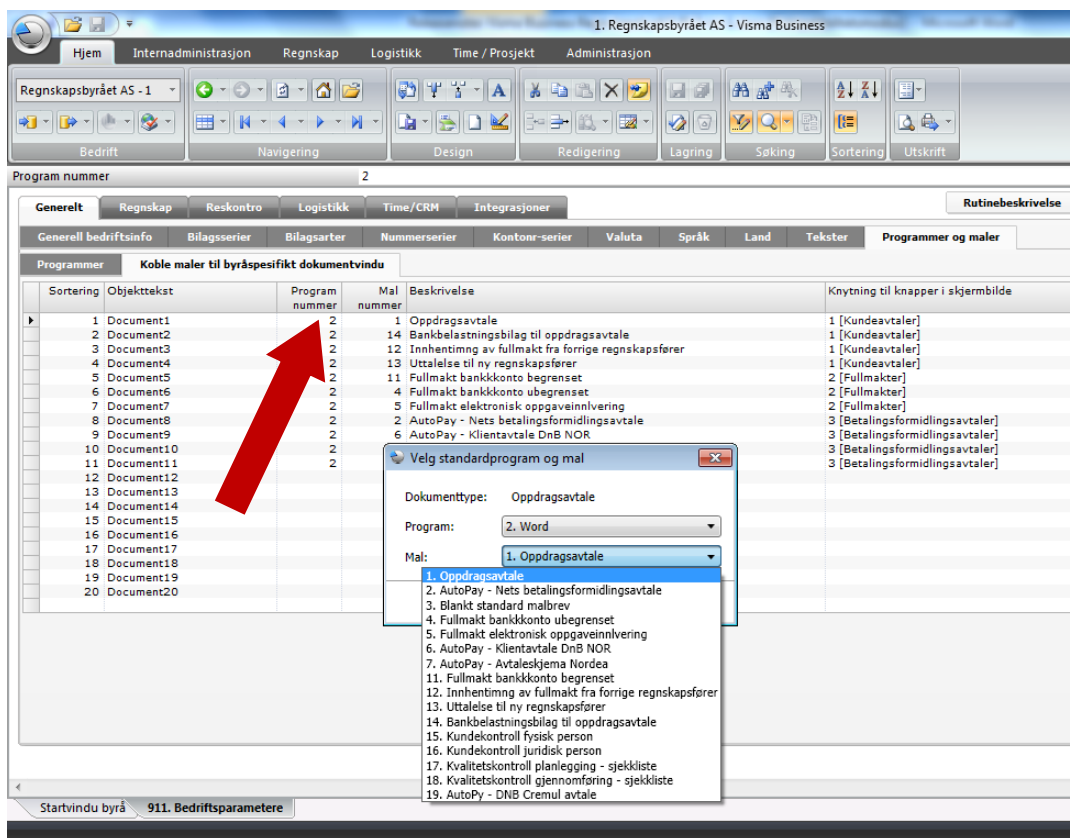 1. Regnskapsbyrået AS - Visma Business
Hjem Internadministrasjon Regnskap Logistikk Time / Prosjekt Administrasjon
Regnskapsbyrået AS - 1
Bedrift Navigering Design Redigering Lagring Søking Sortering Utskrift
Program nummer 2
Generelt Regnskap Reskontro Logistikk Time/CRM Integrasjoner Rutinebeskrivelse
Generell bedriftsinfo Bilagsserier Bilagsarter Nummerserier Kontonr-serier Valuta Språk Land Tekster Programmer og maler
Programmer Koble maler til byråspesifikt dokumentvindu
Sortering Objekttekst Program nummer Mal nummer Beskrivelse Knytning til knapper i skjermbilde
1 Document1 2 1 Oppdragsavtale 1 [Kundeavtaler]
2 Document2 2 14 Bankbelastningsbilag til oppdragsavtale 1 [Kundeavtaler]
3 Document3 2 12 Innhentimng av fullmakt fra forrige regnskapsfører 1 [Kundeavtaler]
4 Document4 2 13 Uttalelse til ny regnskapsfører 1 [Kundeavtaler]
5 Document5 2 11 Fullmakt bankkkonto begrenset 2 [Fullmakter]
6 Document6 2 4 Fullmakt bankkkonto ubegrenset 2 [Fullmakter]
7 Document7 2 5 Fullmakt elektronisk oppgaveinnlvering 2 [Fullmakter]
8 Document8 2 2 AutoPay - Nets betalingsformidlingsavtale 3 [Betalingsformidlingsavtaler]
9 Document9 2 6 AutoPay - Klientavtale DnB NOR 3 [Betalingsformidlingsavtaler]
10 Document10 2 3 [Betalingsformidlingsavtaler]
11 Document11 2 3 [Betalingsformidlingsavtaler]
12 Document12
13 Document13
14 Document14
15 Document15
16 Document16
17 Document17
18 Document18
19 Document19
20 Document20
Velg standardprogram og mal
Dokumenttype: Oppdragsavtale
Program: 2. Word
Mal: 1. Oppdragsavtale
1. Oppdragsavtale
2. AutoPay - Nets betalingsformidlingsavtale
3. Blankt standard malbrev
4. Fullmakt bankkkonto ubegrenset
5. Fullmakt elektronisk oppgaveinnlvering
6. AutoPay - Klientavtale DnB NOR
7. AutoPay - Avtaleskjema Nordea
11. Fullmakt bankkkonto begrenset
12. Innhentimng av fullmakt fra forrige regnskapsfører
13. Uttalelse til ny regnskapsfører
14. Bankbelastningsbilag til oppdragsavtale
15. Kundekontroll fysisk person
16. Kundekontroll juridisk person
17. Kvalitetskontroll planlegging - sjekkliste
18. Kvalitetskontroll gjennomføring - sjekkliste
19. AutoPy - DNB Cremul avtale
Startvindu byrå 911. Bedriftsparametere